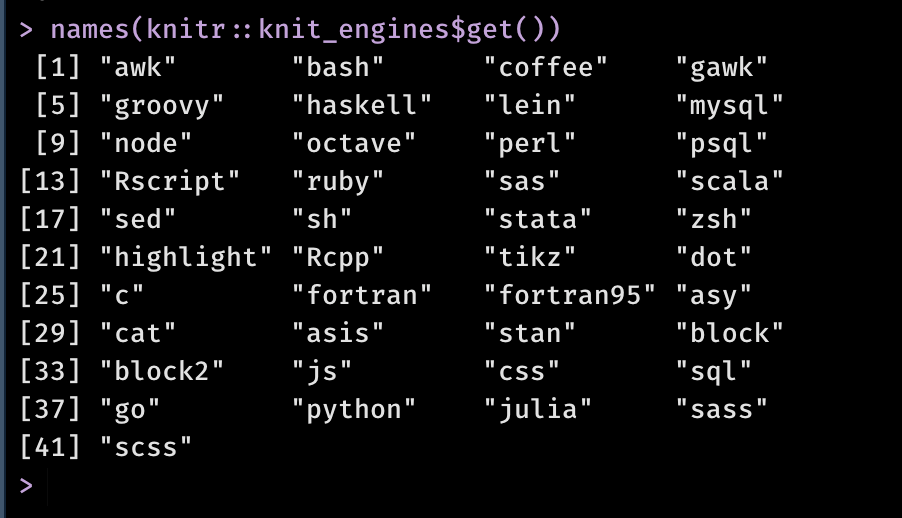 > names(knitr::knit_engines$get())
[1] "awk" "bash" "coffee" "gawk"
[5] "groovy" "haskell" "lein" "mysql"
[9] "node" "octave" "perl" "psql"
[13] "Rscript" "ruby" "sas" "scala"
[17] "sed" "sh" "stata" "zsh"
[21] "highlight" "Rcpp" "tikz" "dot"
[25] "c" "fortran" "fortran95" "asy"
[29] "cat" "asis" "stan" "block"
[33] "block2" "js" "css" "sql"
[37] "go" "python" "julia" "sass"
[41] "scss"
>